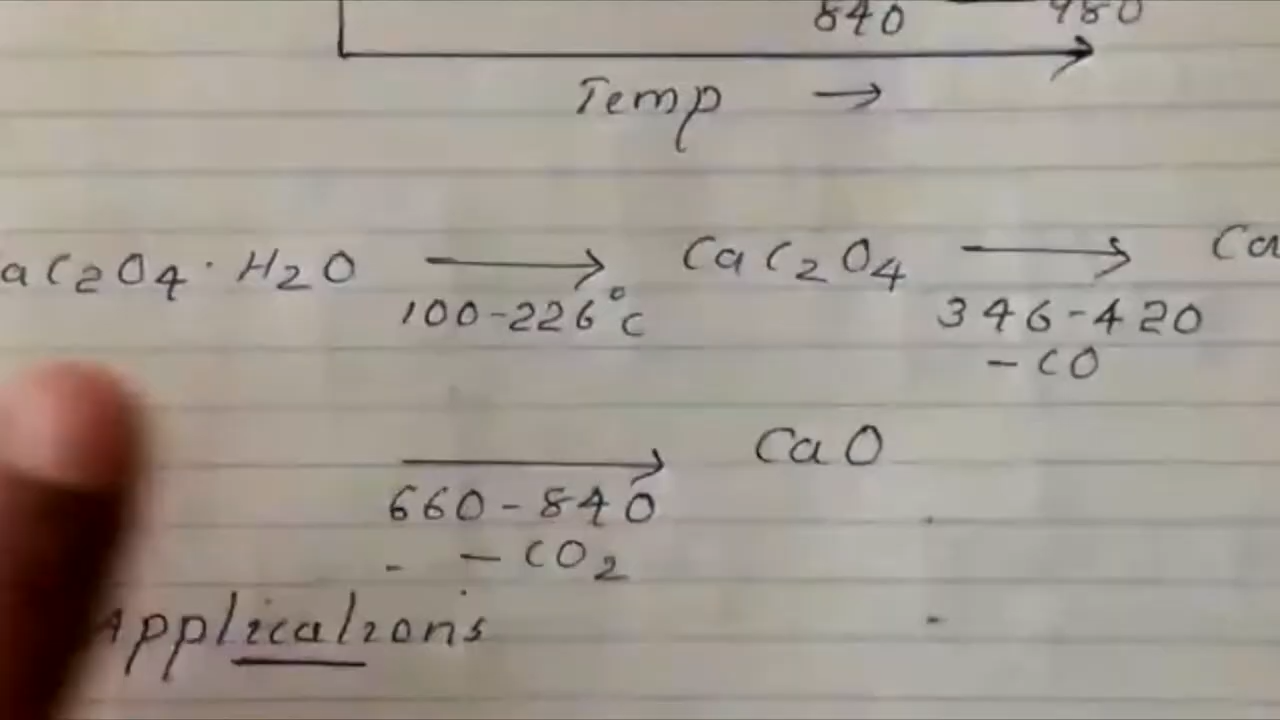 840 980
Temp →
aC2O4·H2O → CaC2O4 → Ca
100-226°C 346-420
-CO
→ CaO
660-840
- -CO2
Applications